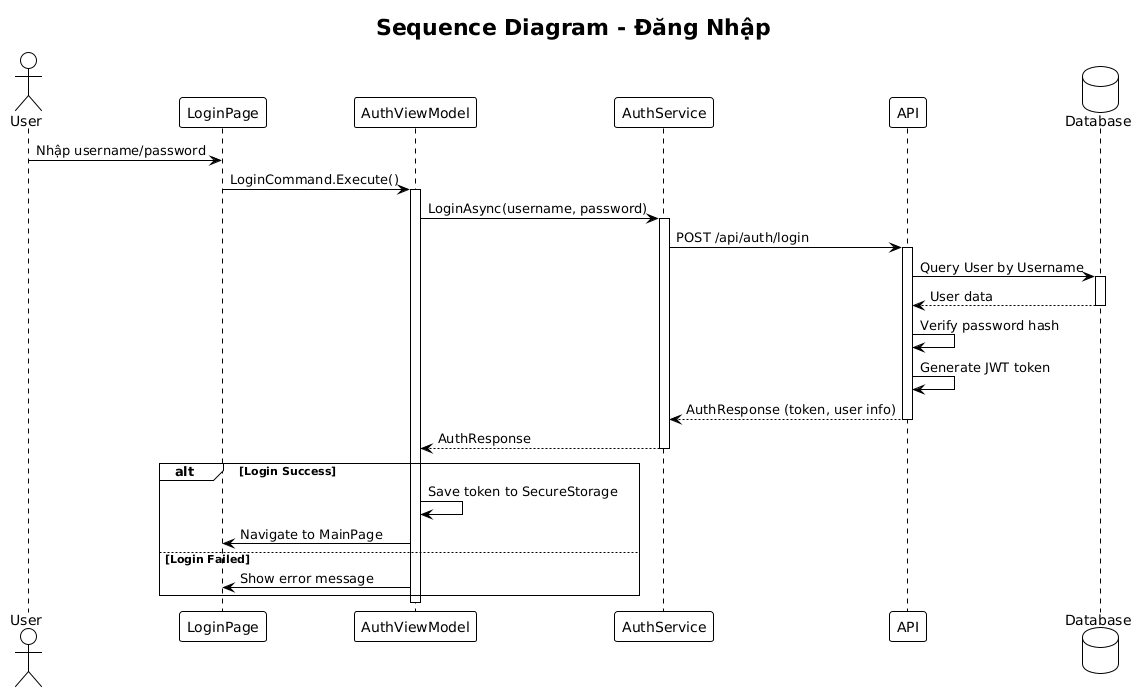 Sequence Diagram - Đăng Nhập
User
LoginPage
AuthViewModel
AuthService
API
Database
Nhập username/password
LoginCommand.Execute()
LoginAsync(username, password)
POST /api/auth/login
Query User by Username
User data
Verify password hash
Generate JWT token
AuthResponse (token, user info)
AuthResponse
alt
[Login Success]
Save token to SecureStorage
Navigate to MainPage
[Login Failed]
Show error message
User
LoginPage
AuthViewModel
AuthService
API
Database